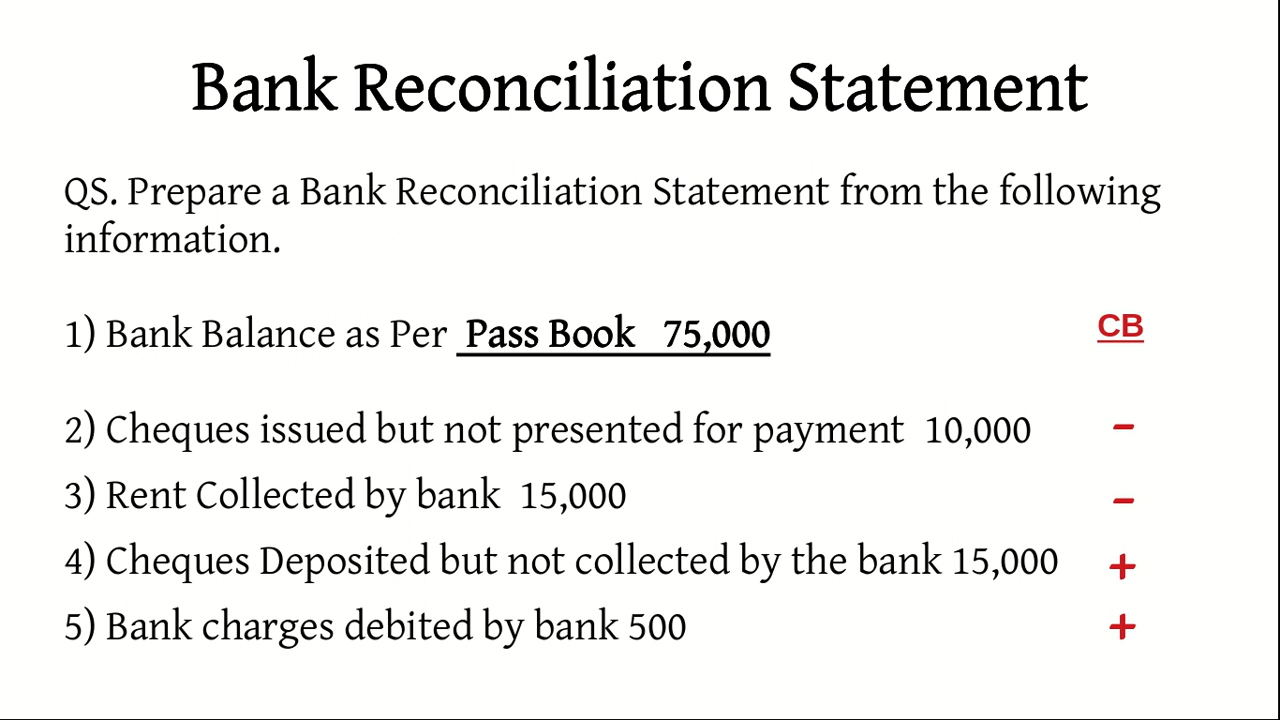 Bank Reconciliation Statement
QS. Prepare a Bank Reconciliation Statement from the following
information.
1) Bank Balance as Per Pass Book 75,000 CB
2) Cheques issued but not presented for payment 10,000 −
3) Rent Collected by bank 15,000 −
4) Cheques Deposited but not collected by the bank 15,000 +
5) Bank charges debited by bank 500 +